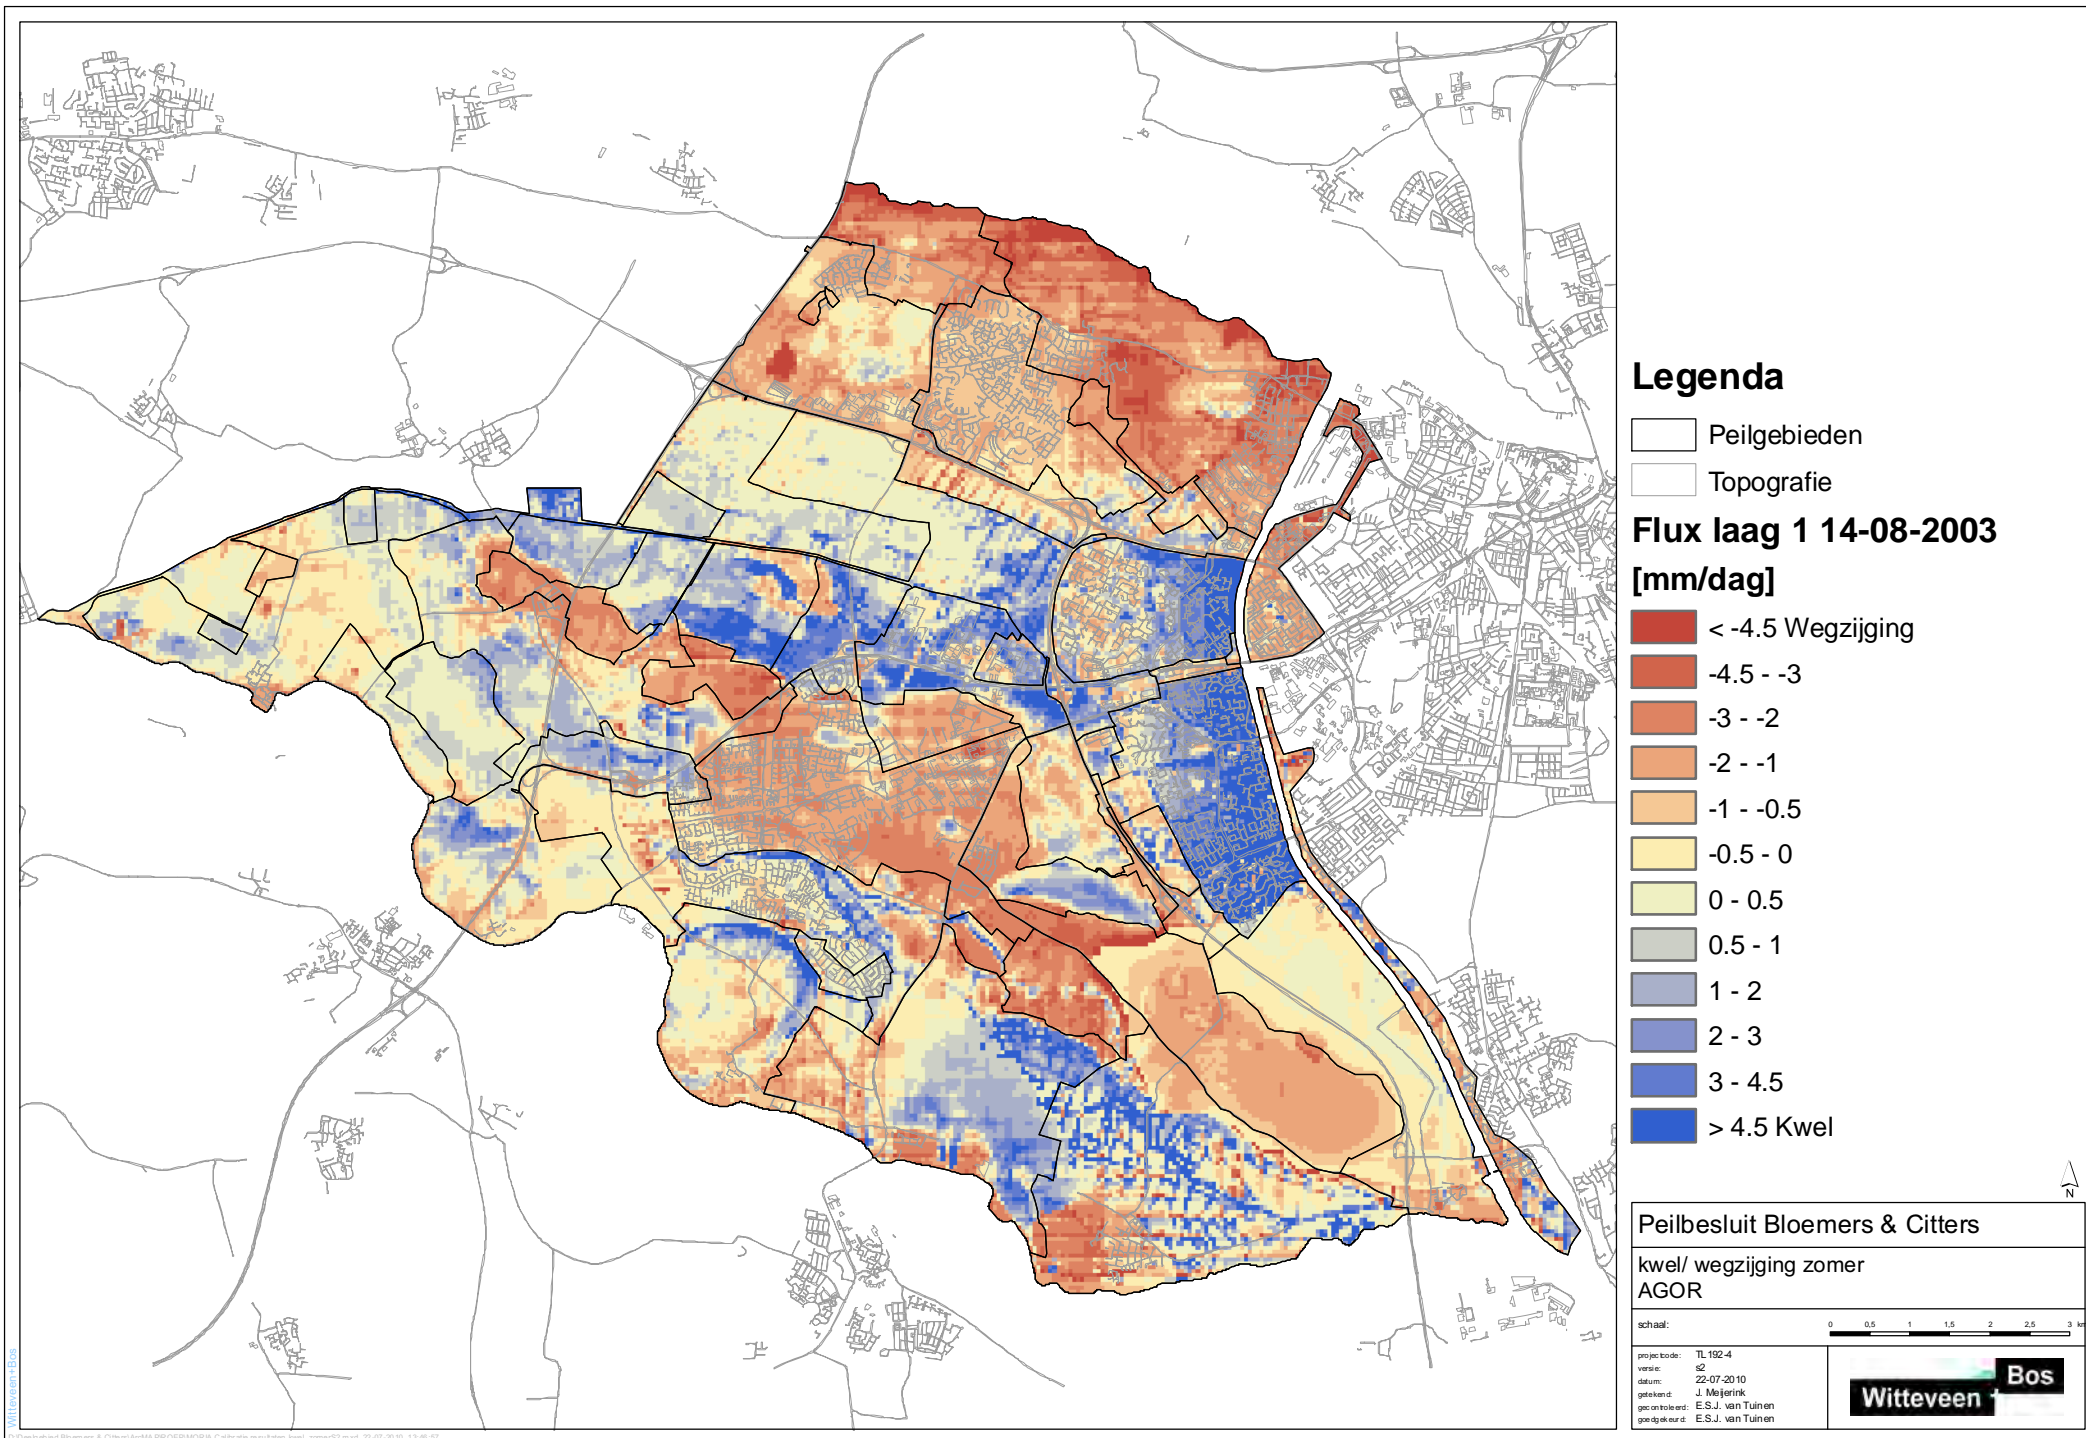 Legenda
Peilgebieden
Topografie
Flux laag 1 14-08-2003
[mm/dag]
< -4.5 Wegzijging
-4.5 - -3
-3 - -2
-2 - -1
-1 - -0.5
-0.5 - 0
0 - 0.5
0.5 - 1
1 - 2
2 - 3
3 - 4.5
> 4.5 Kwel
N
Peilbesluit Bloemers & Citters
kwel/ wegzijging zomer
AGOR
schaal:
0 0,5 1 1,5 2 2,5 3 km
projectcode: TL192-4
versie: s2
datum: 22-07-2010
getekend: J. Meijerink
gecontroleerd: E.S.J. van Tuinen
goedgekeurd: E.S.J. van Tuinen
Witteveen + Bos
Witteveen+Bos